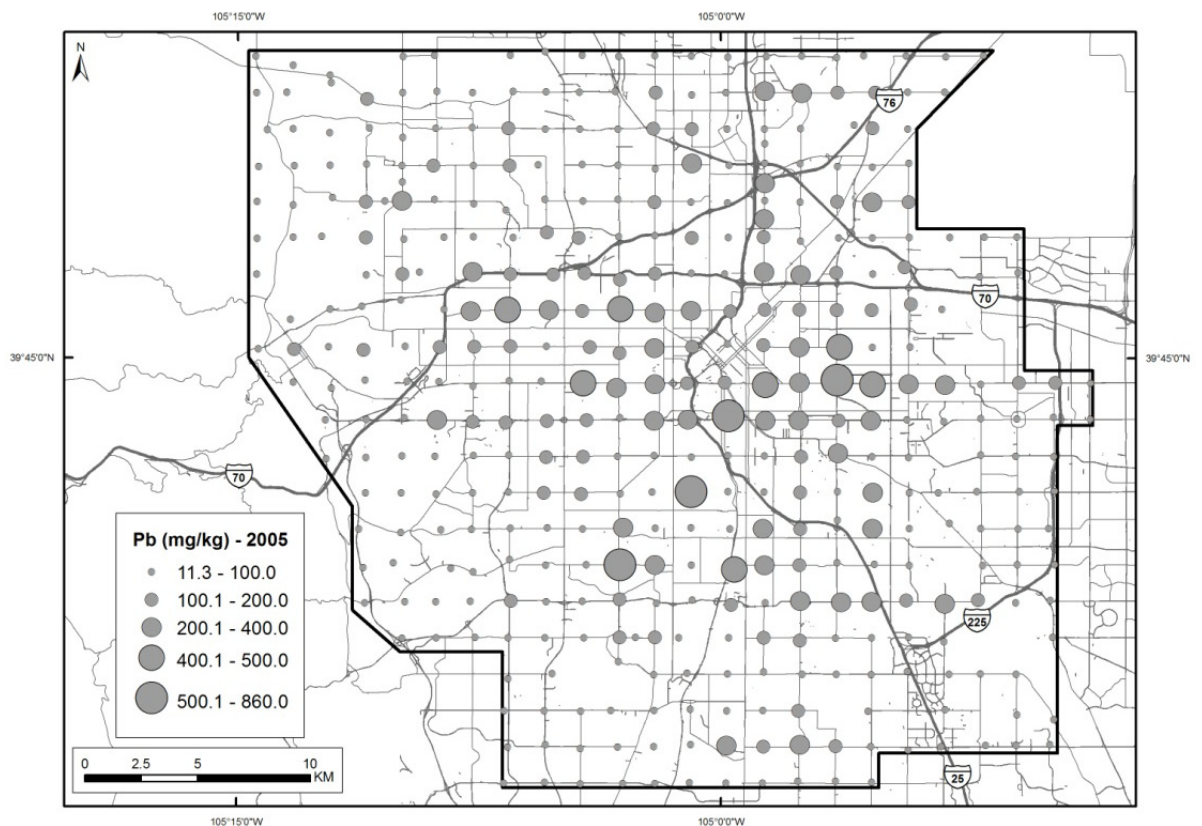 105°15'0"W 105°0'0"W
N
76
70
39°45'0"N 39°45'0"N
70
Pb (mg/kg) - 2005
11.3 - 100.0
100.1 - 200.0
200.1 - 400.0
400.1 - 500.0
500.1 - 860.0
225
0 2.5 5 10
KM
25
105°15'0"W 105°0'0"W